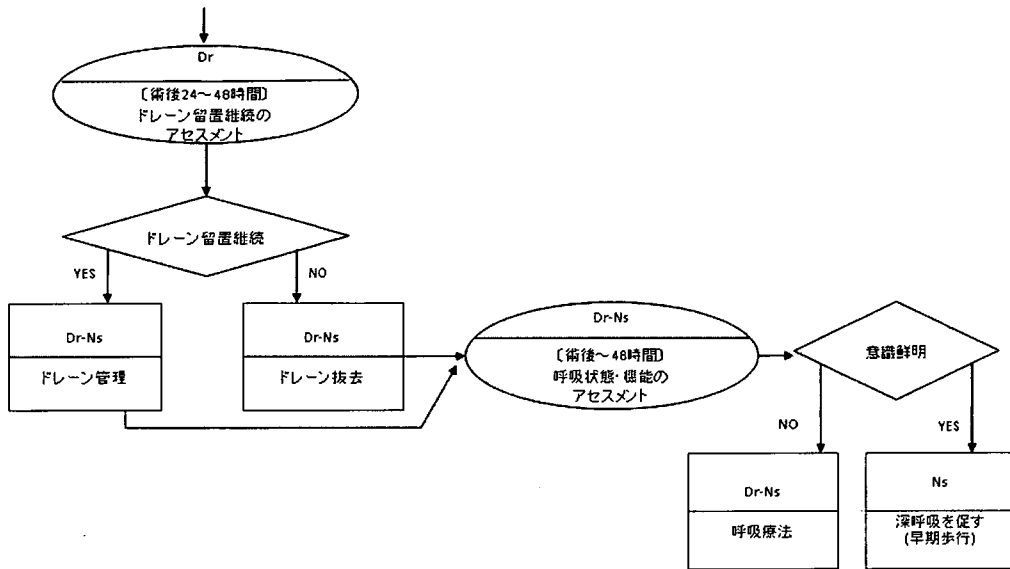 Dr
〔術後24～48時間〕
ドレーン留置継続の
アセスメント
ドレーン留置継続
YES
NO
Dr-Ns
ドレーン管理
Dr-Ns
ドレーン抜去
Dr-Ns
〔術後～48時間〕
呼吸状態・機能の
アセスメント
意識鮮明
NO
YES
Dr-Ns
呼吸療法
Ns
深呼吸を促す
(早期歩行)